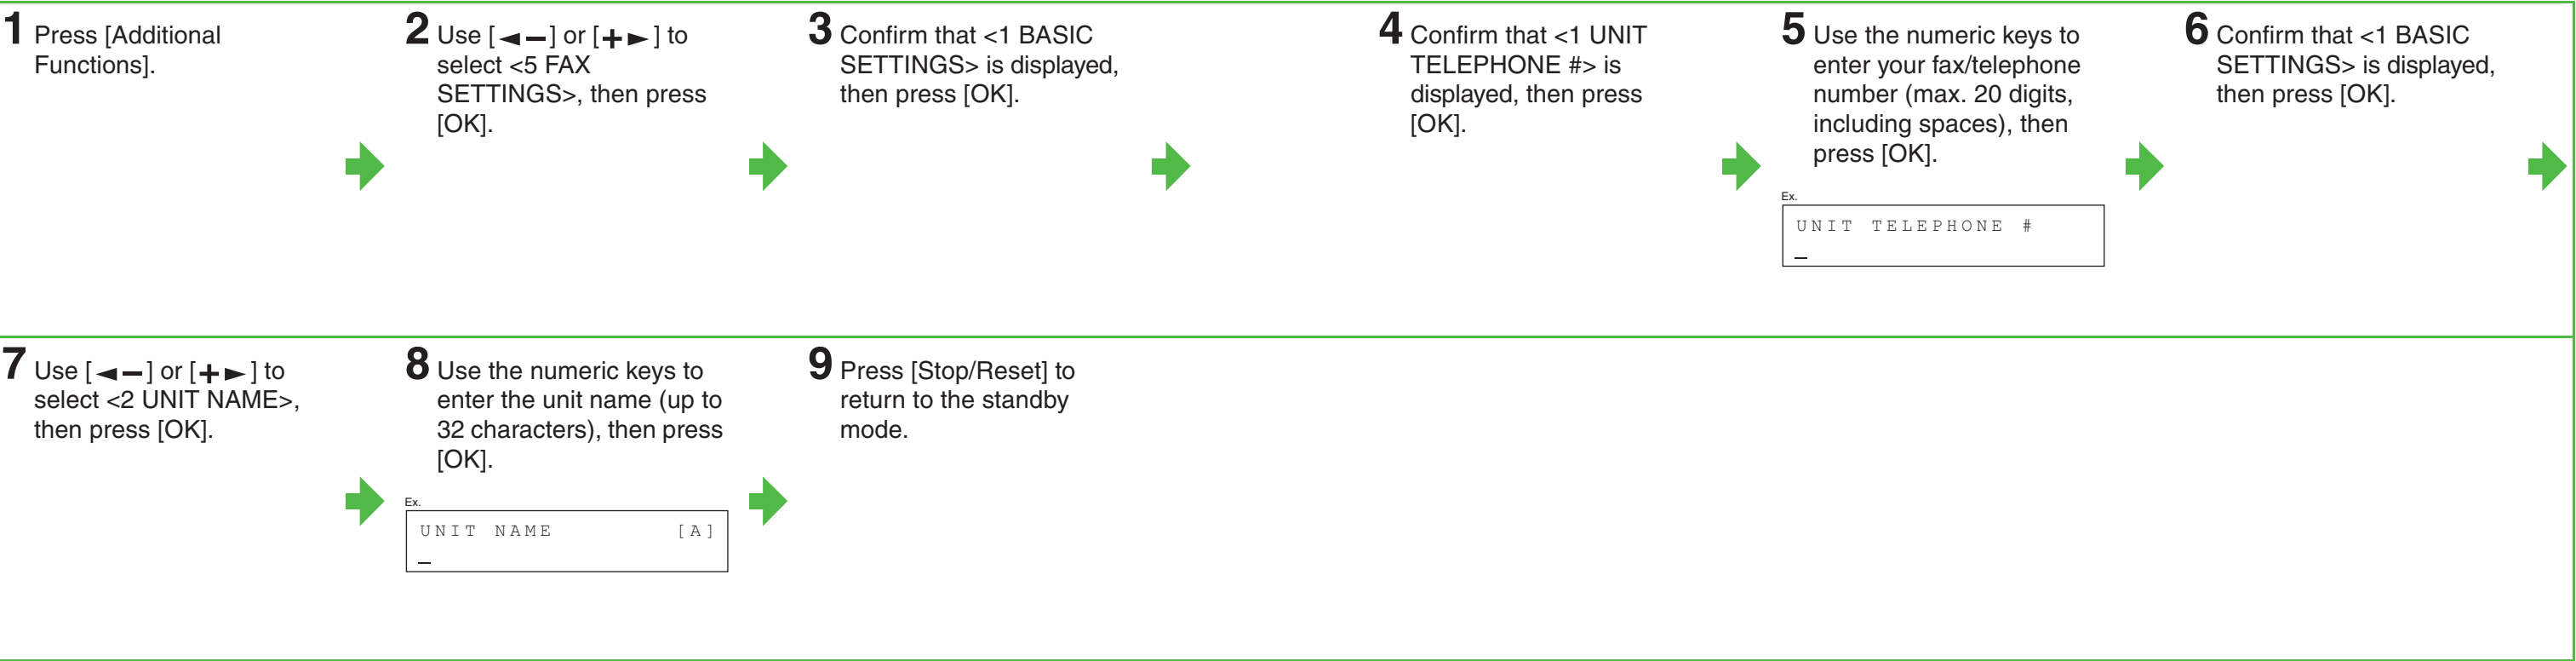 1 Press [Additional
Functions].
2 Use [◄–] or [+►] to
select <5 FAX
SETTINGS>, then press
[OK].
3 Confirm that <1 BASIC
SETTINGS> is displayed,
then press [OK].
4 Confirm that <1 UNIT
TELEPHONE #> is
displayed, then press
[OK].
5 Use the numeric keys to
enter your fax/telephone
number (max. 20 digits,
including spaces), then
press [OK].
Ex.
UNIT TELEPHONE #
_
6 Confirm that <1 BASIC
SETTINGS> is displayed,
then press [OK].
7 Use [◄–] or [+►] to
select <2 UNIT NAME>,
then press [OK].
8 Use the numeric keys to
enter the unit name (up to
32 characters), then press
[OK].
Ex.
UNIT NAME [A]
_
9 Press [Stop/Reset] to
return to the standby
mode.